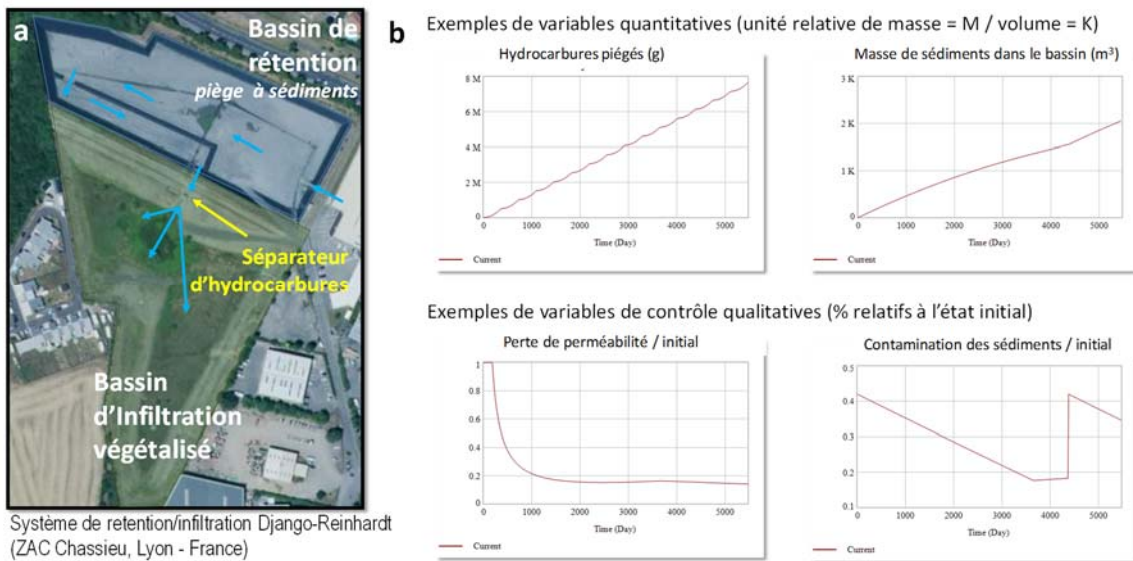 a
Bassin de
rétention
piège à sédiments
Séparateur
d'hydrocarbures
Bassin
d'Infiltration
végétalisé
Système de retention/infiltration Django-Reinhardt
(ZAC Chassieu, Lyon - France)
b
Exemples de variables quantitatives (unité relative de masse = M / volume = K)
Hydrocarbures piégés (g)
8 M
6 M
4 M
2 M
0
0 1000 2000 3000 4000 5000
Time (Day)
Current
Masse de sédiments dans le bassin (m³)
3 K
2 K
1 K
0
0 1000 2000 3000 4000 5000
Time (Day)
Current
Exemples de variables de contrôle qualitatives (% relatifs à l'état initial)
Perte de perméabilité / initial
1
0.8
0.6
0.4
0.2
0
0 1000 2000 3000 4000 5000
Time (Day)
Current
Contamination des sédiments / initial
0.5
0.4
0.3
0.2
0.1
0 1000 2000 3000 4000 5000
Time (Day)
Current